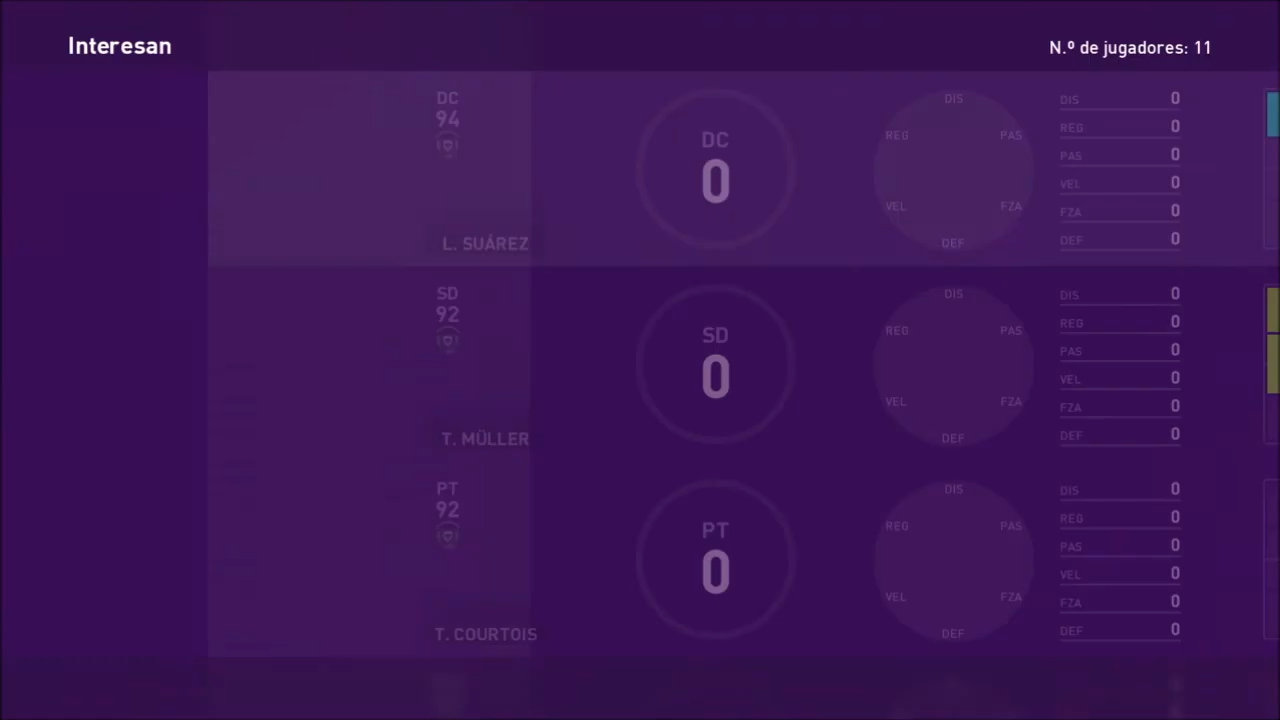 Interesan
N.º de jugadores: 11
DC
94
L. SUÁREZ
DC
0
DIS
REG
PAS
VEL
FZA
DEF
DIS 0
REG 0
PAS 0
VEL 0
FZA 0
DEF 0
SD
92
T. MÜLLER
SD
0
DIS
REG
PAS
VEL
FZA
DEF
DIS 0
REG 0
PAS 0
VEL 0
FZA 0
DEF 0
PT
92
T. COURTOIS
PT
0
DIS
REG
PAS
VEL
FZA
DEF
DIS 0
REG 0
PAS 0
VEL 0
FZA 0
DEF 0